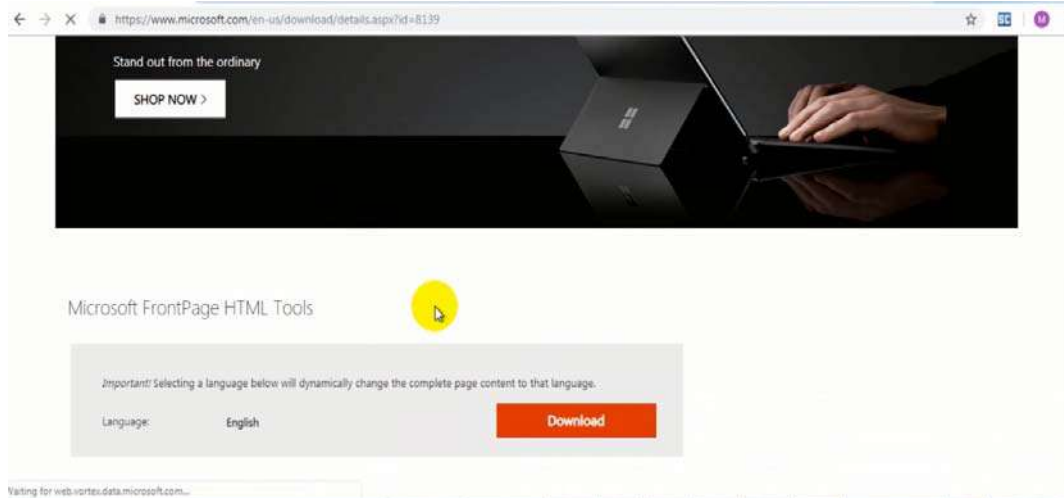 https://www.microsoft.com/en-us/download/details.aspx?id=8139
SC
M
Stand out from the ordinary
SHOP NOW >
Microsoft FrontPage HTML Tools
Important! Selecting a language below will dynamically change the complete page content to that language.
Language: English Download
Waiting for web.vortex.data.microsoft.com...